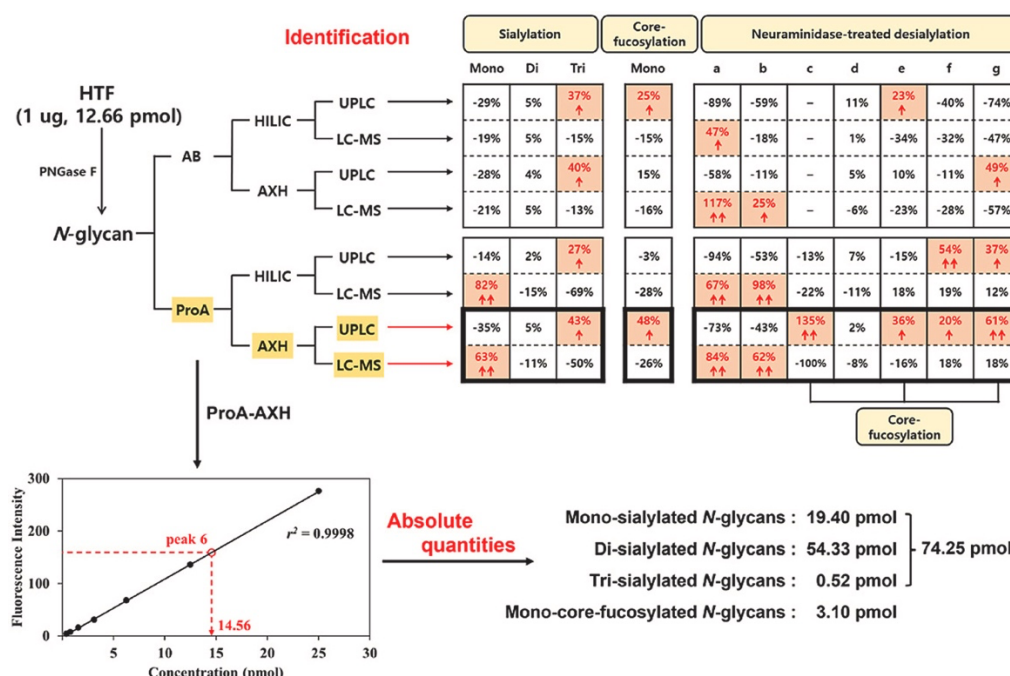 Identification
Sialylation
Core-
fucosylation
Neuraminidase-treated desialylation
Mono Di Tri Mono a b c d e f g
HTF
(1 ug, 12.66 pmol)
PNGase F
N-glycan
AB
HILIC
UPLC -29% 5% 37% ↑ 25% ↑ -89% -59% – 11% 23% ↑ -40% -74%
LC-MS -19% 5% -15% -15% 47% ↑ -18% 1% -34% -32% -47%
AXH
UPLC -28% 4% 40% ↑ 15% -58% -11% – 5% 10% -11% 49% ↑
LC-MS -21% 5% -13% -16% 117% ↑↑ 25% ↑ – -6% -23% -28% -57%
ProA
HILIC
UPLC -14% 2% 27% ↑ -3% -94% -53% -13% 7% -15% 54% ↑↑ 37% ↑
LC-MS 82% ↑↑ -15% -69% -28% 67% ↑↑ 98% ↑↑ -22% -11% 18% 19% 12%
AXH
UPLC -35% 5% 43% ↑ 48% ↑ -73% -43% 135% ↑↑ 2% 36% ↑ 20% ↑ 61% ↑↑
LC-MS 63% ↑↑ -11% -50% -26% 84% ↑↑ 62% ↑↑ -100% -8% -16% 18% 18%
Core-
fucosylation
ProA-AXH
Fluorescence Intensity
300
200
100
0
peak 6
r² = 0.9998
14.56
5 10 15 20 25 30
Concentration (pmol)
Absolute
quantities
Mono-sialylated N-glycans : 19.40 pmol
Di-sialylated N-glycans : 54.33 pmol
Tri-sialylated N-glycans : 0.52 pmol
74.25 pmol
Mono-core-fucosylated N-glycans : 3.10 pmol